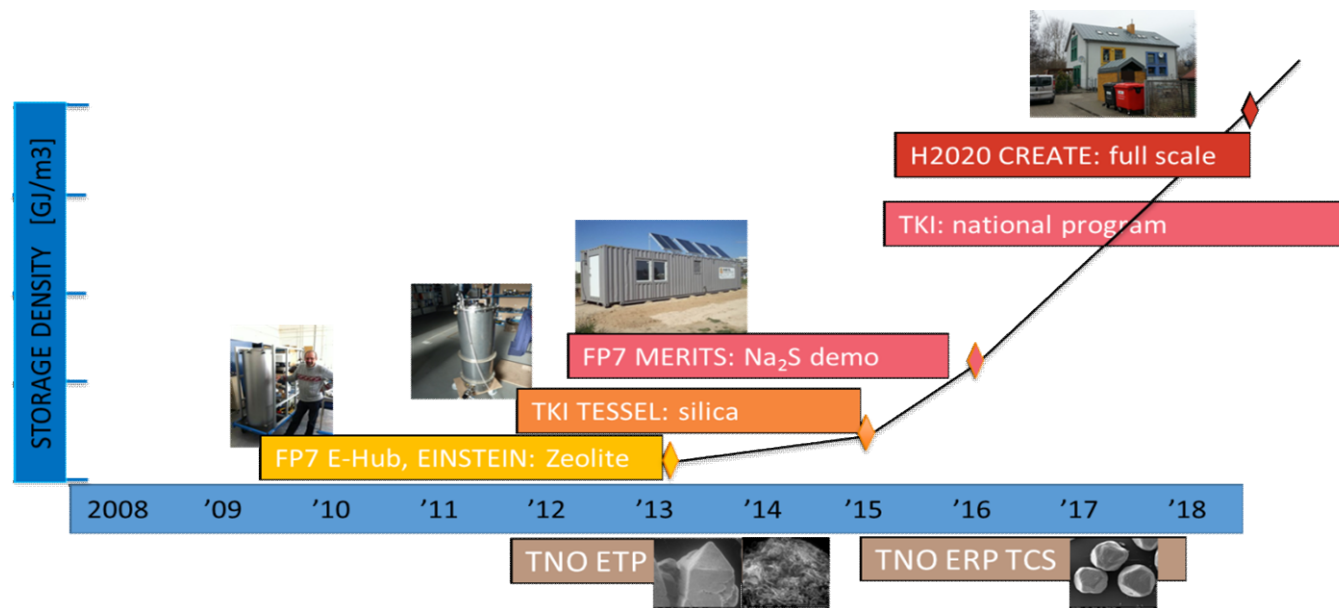 STORAGE DENSITY [GJ/m3]
H2020 CREATE: full scale
TKI: national program
FP7 MERITS: Na₂S demo
TKI TESSEL: silica
FP7 E-Hub, EINSTEIN: Zeolite
2008 ’09 ’10 ’11 ’12 ’13 ’14 ’15 ’16 ’17 ’18
TNO ETP
TNO ERP TCS